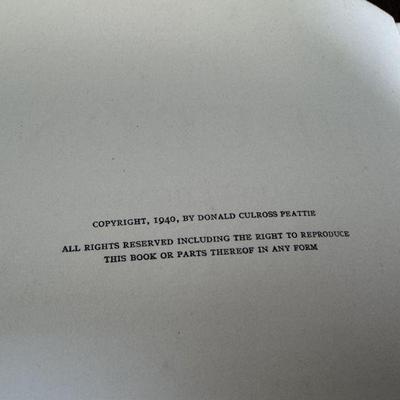 COPYRIGHT, 1940, BY DONALD CULROSS PEATTIE
ALL RIGHTS RESERVED INCLUDING THE RIGHT TO REPRODUCE
THIS BOOK OR PARTS THEREOF IN ANY FORM